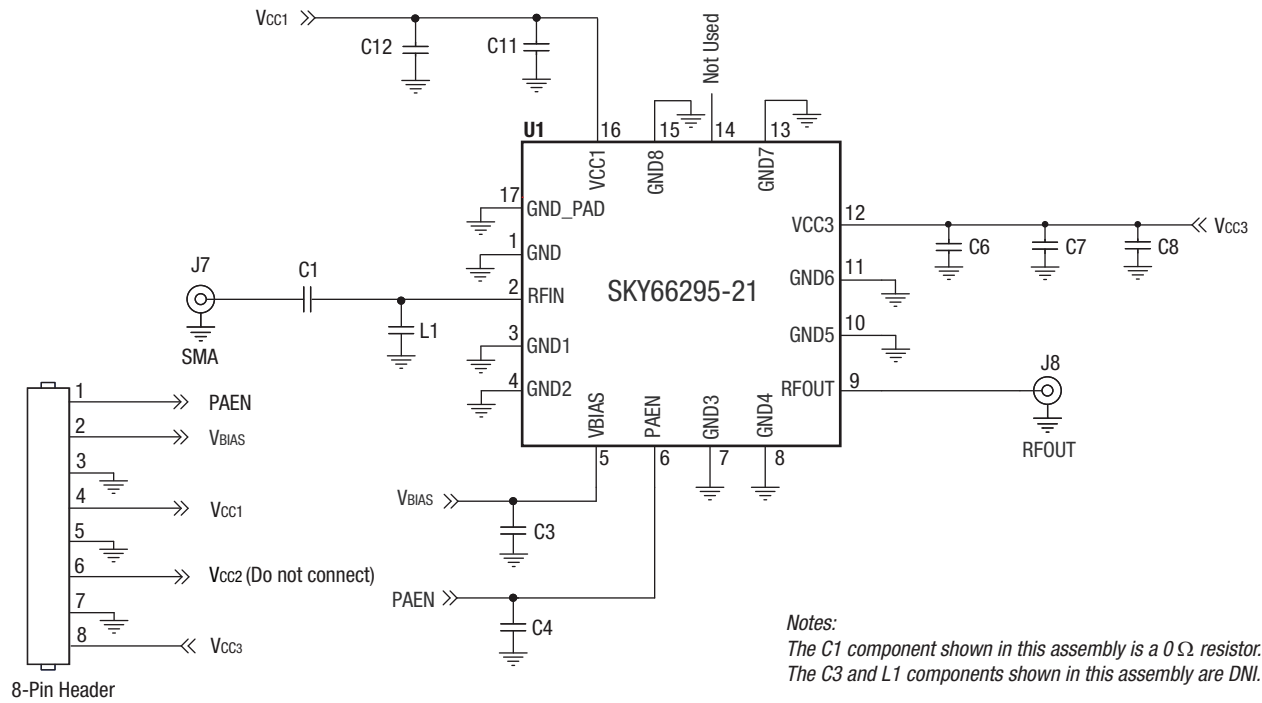 VCC1
C12
C11
Not Used
U1
16
15
14
13
VCC1
GND8
GND7
17
GND_PAD
VCC3
12
VCC3
C6
C7
C8
1
GND
GND6
11
J7
C1
2
RFIN
SKY66295-21
L1
SMA
3
GND1
GND5
10
4
GND2
RFOUT
9
J8
RFOUT
VBIAS
PAEN
GND3
GND4
5
6
7
8
VBIAS
C3
PAEN
C4
1
PAEN
2
VBIAS
3
4
VCC1
5
6
VCC2 (Do not connect)
7
8
VCC3
8-Pin Header
Notes:
The C1 component shown in this assembly is a 0 Ω resistor.
The C3 and L1 components shown in this assembly are DNI.